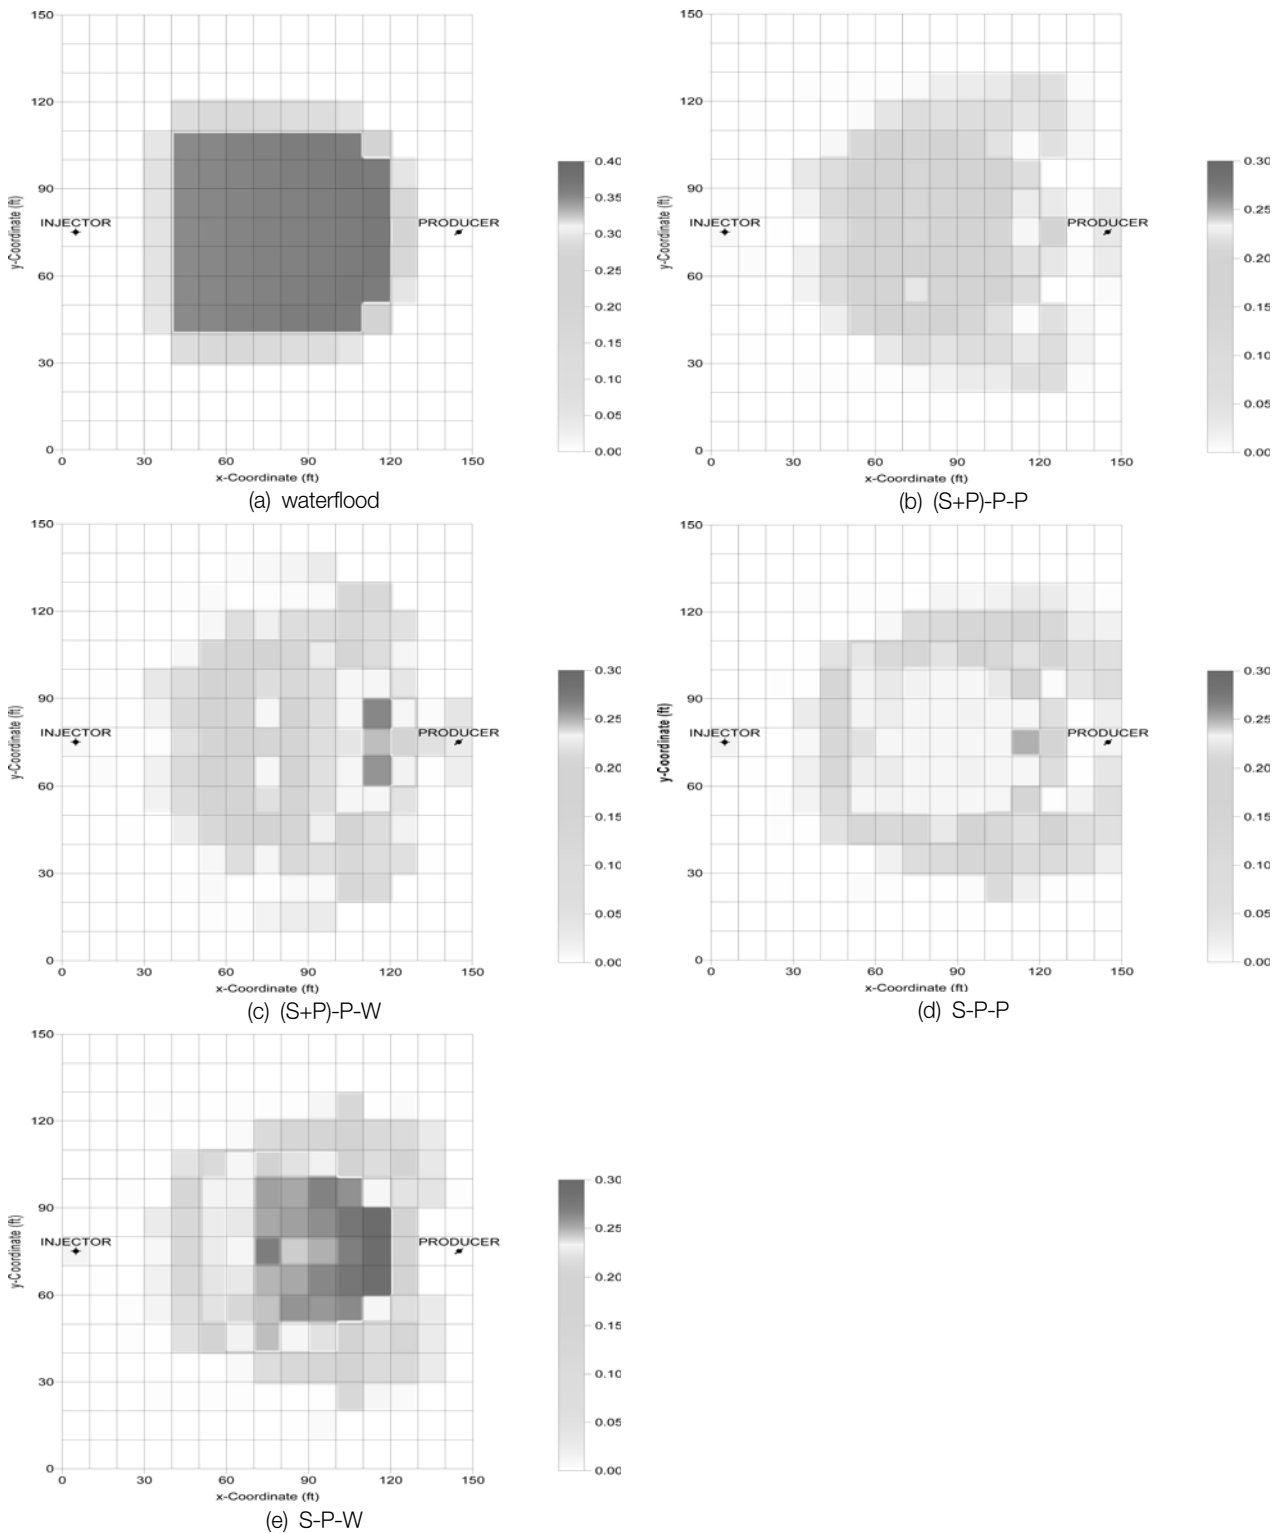 150
120
90
60
30
0
y-Coordinate (ft)
INJECTOR
PRODUCER
0 30 60 90 120 150
x-Coordinate (ft)
0.40
0.35
0.30
0.25
0.20
0.15
0.10
0.05
0.00
(a) waterflood
150
120
90
60
30
0
y-Coordinate (ft)
INJECTOR
PRODUCER
0 30 60 90 120 150
x-Coordinate (ft)
0.30
0.25
0.20
0.15
0.10
0.05
0.00
(b) (S+P)-P-P
150
120
90
60
30
0
y-Coordinate (ft)
INJECTOR
PRODUCER
0 30 60 90 120 150
x-Coordinate (ft)
0.30
0.25
0.20
0.15
0.10
0.05
0.00
(c) (S+P)-P-W
150
120
90
60
30
0
y-Coordinate (ft)
INJECTOR
PRODUCER
0 30 60 90 120 150
x-Coordinate (ft)
0.30
0.25
0.20
0.15
0.10
0.05
0.00
(d) S-P-P
150
120
90
60
30
0
y-Coordinate (ft)
INJECTOR
PRODUCER
0 30 60 90 120 150
x-Coordinate (ft)
0.30
0.25
0.20
0.15
0.10
0.05
0.00
(e) S-P-W